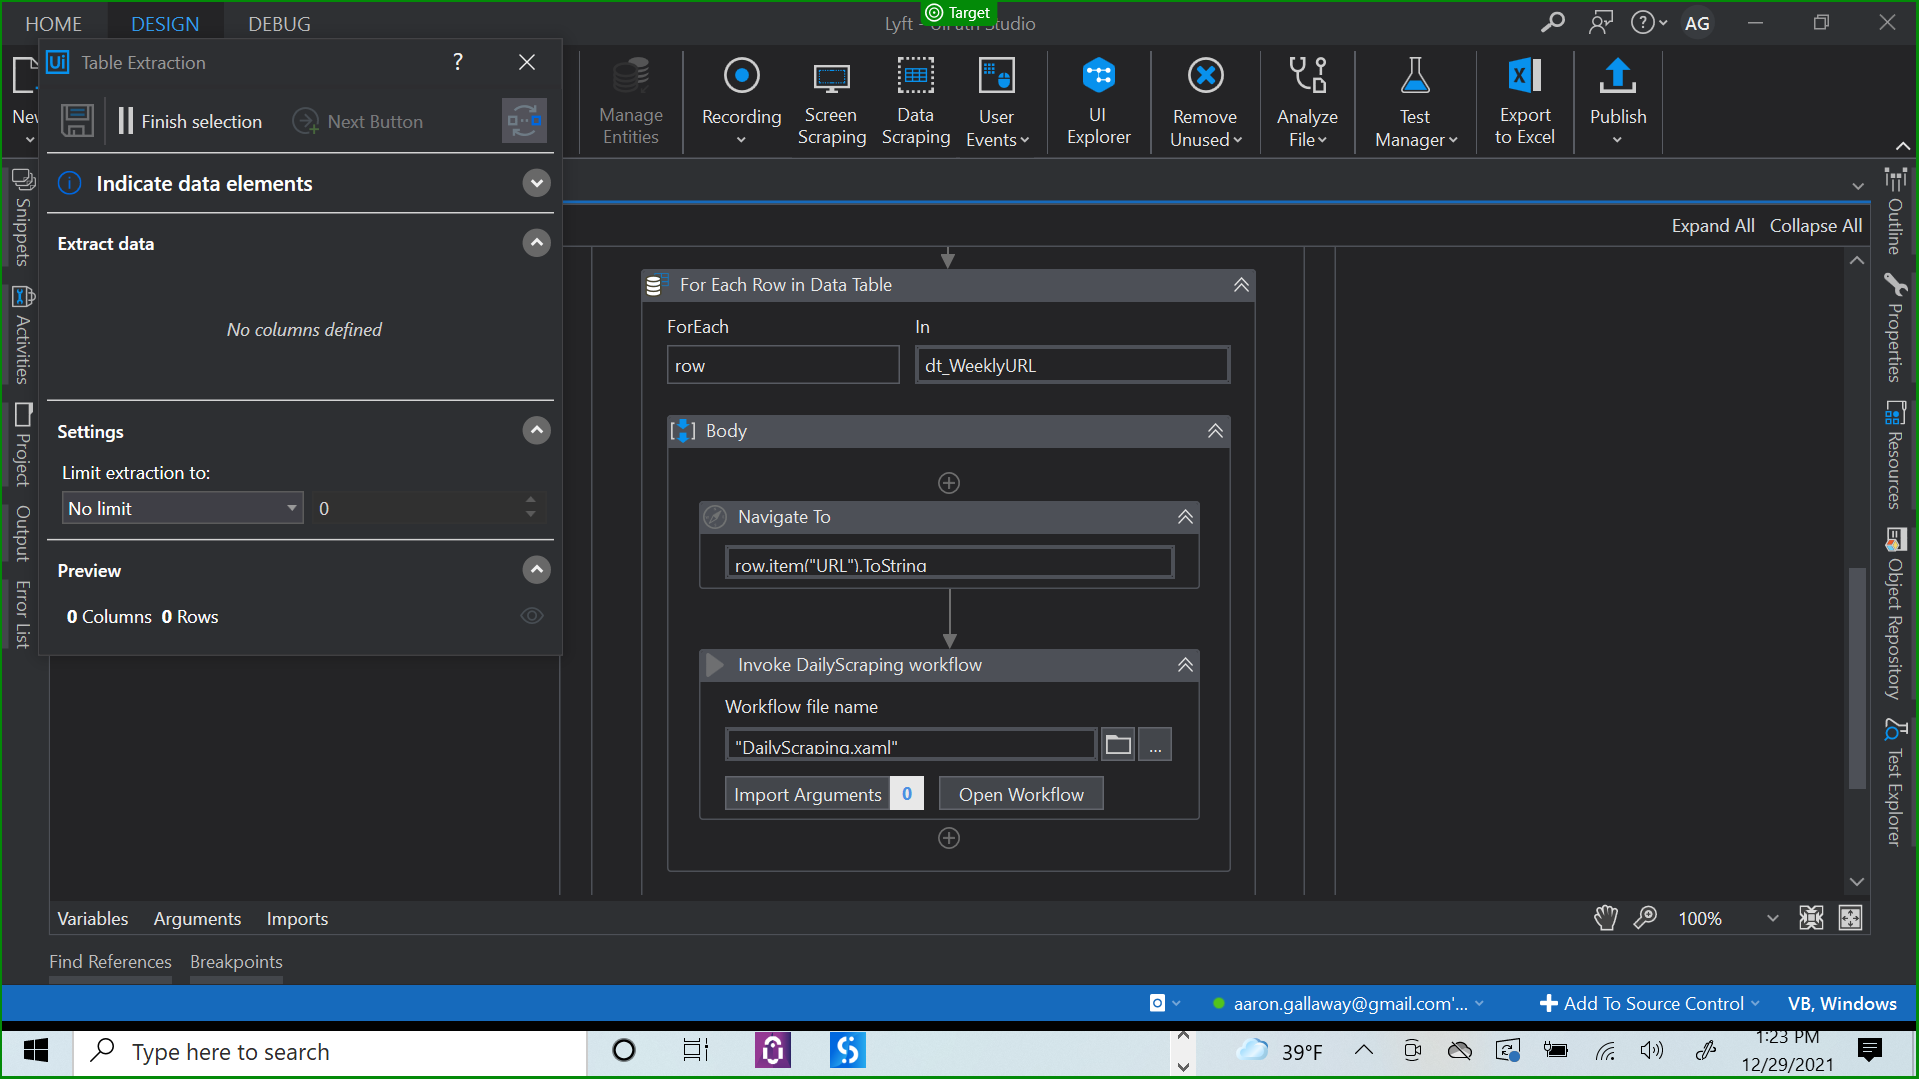 HOME
DESIGN
DEBUG
Target
Lyft - UiPath Studio
AG
Ui
Table Extraction
?
New
Finish selection
Next Button
Manage Entities
Recording
Screen Scraping
Data Scraping
User Events
UI Explorer
Remove Unused
Analyze File
Test Manager
Export to Excel
Publish
Indicate data elements
Extract data
No columns defined
Settings
Limit extraction to:
No limit
0
Preview
0 Columns 0 Rows
Snippets
Activities
Project
Output
Error List
Expand All
Collapse All
For Each Row in Data Table
ForEach
In
row
dt_WeeklyURL
Body
Navigate To
row.item("URL").ToString
Invoke DailyScraping workflow
Workflow file name
"DailyScraping.xaml"
...
Import Arguments
0
Open Workflow
Outline
Properties
Resources
Object Repository
Test Explorer
Variables
Arguments
Imports
100%
Find References
Breakpoints
aaron.gallaway@gmail.com'...
Add To Source Control
VB, Windows
Type here to search
39°F
1:23 PM
12/29/2021